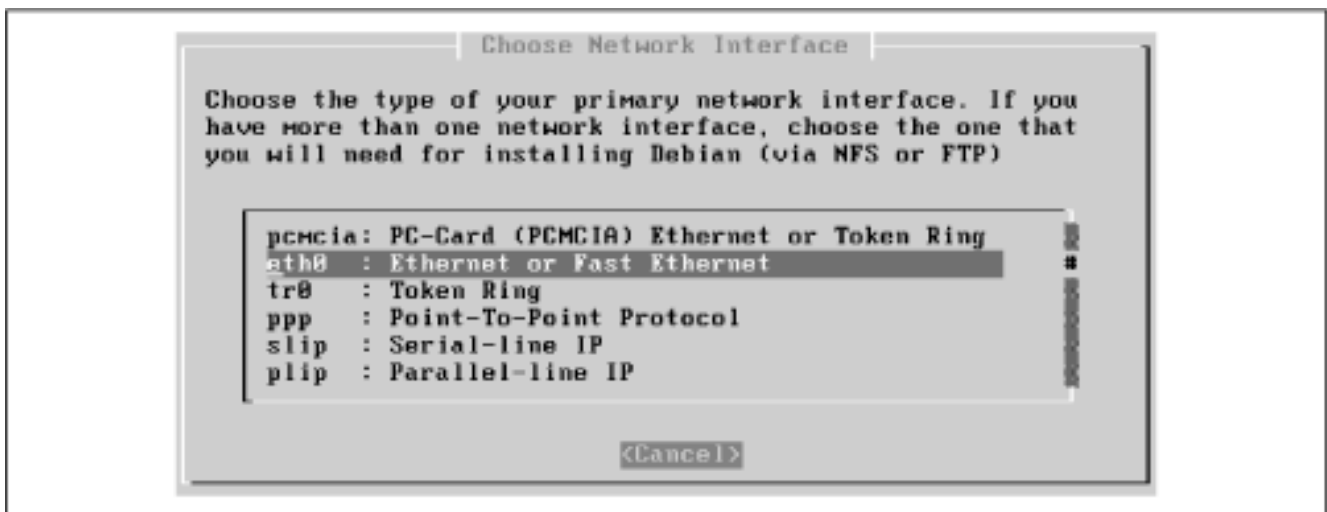 Choose Network Interface
Choose the type of your primary network interface. If you
have more than one network interface, choose the one that
you will need for installing Debian (via NFS or FTP)
pcmcia: PC-Card (PCMCIA) Ethernet or Token Ring
eth0 : Ethernet or Fast Ethernet #
tr0 : Token Ring
ppp : Point-To-Point Protocol
slip : Serial-line IP
plip : Parallel-line IP
<Cancel>